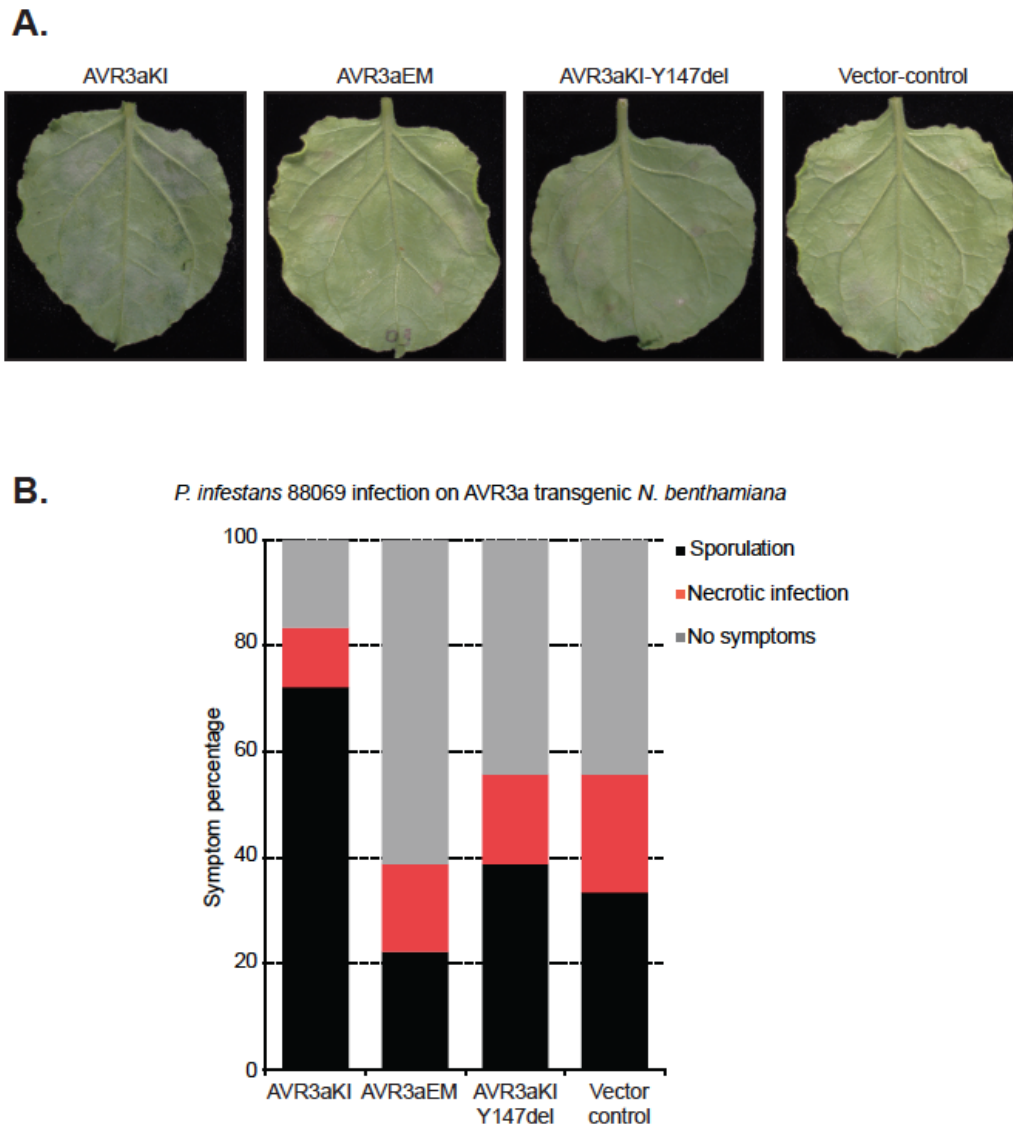 A.
AVR3aKI AVR3aEM AVR3aKI-Y147del Vector-control
B.
P. infestans 88069 infection on AVR3a transgenic N. benthamiana
Sporulation
Necrotic infection
No symptoms
Symptom percentage
100
80
60
40
20
0
AVR3aKI AVR3aEM AVR3aKI Vector
Y147del control